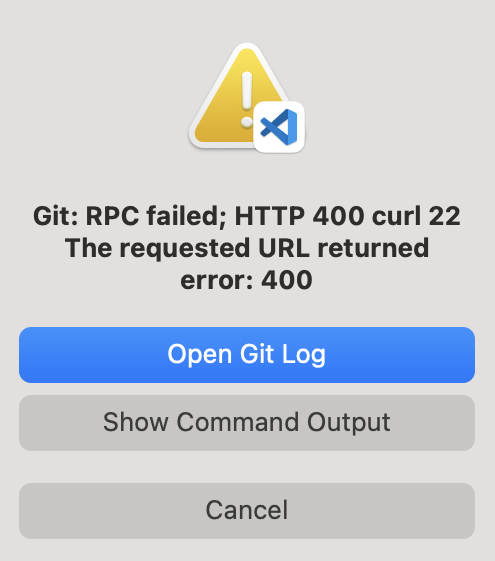 Git: RPC failed; HTTP 400 curl 22
The requested URL returned
error: 400
Open Git Log
Show Command Output
Cancel